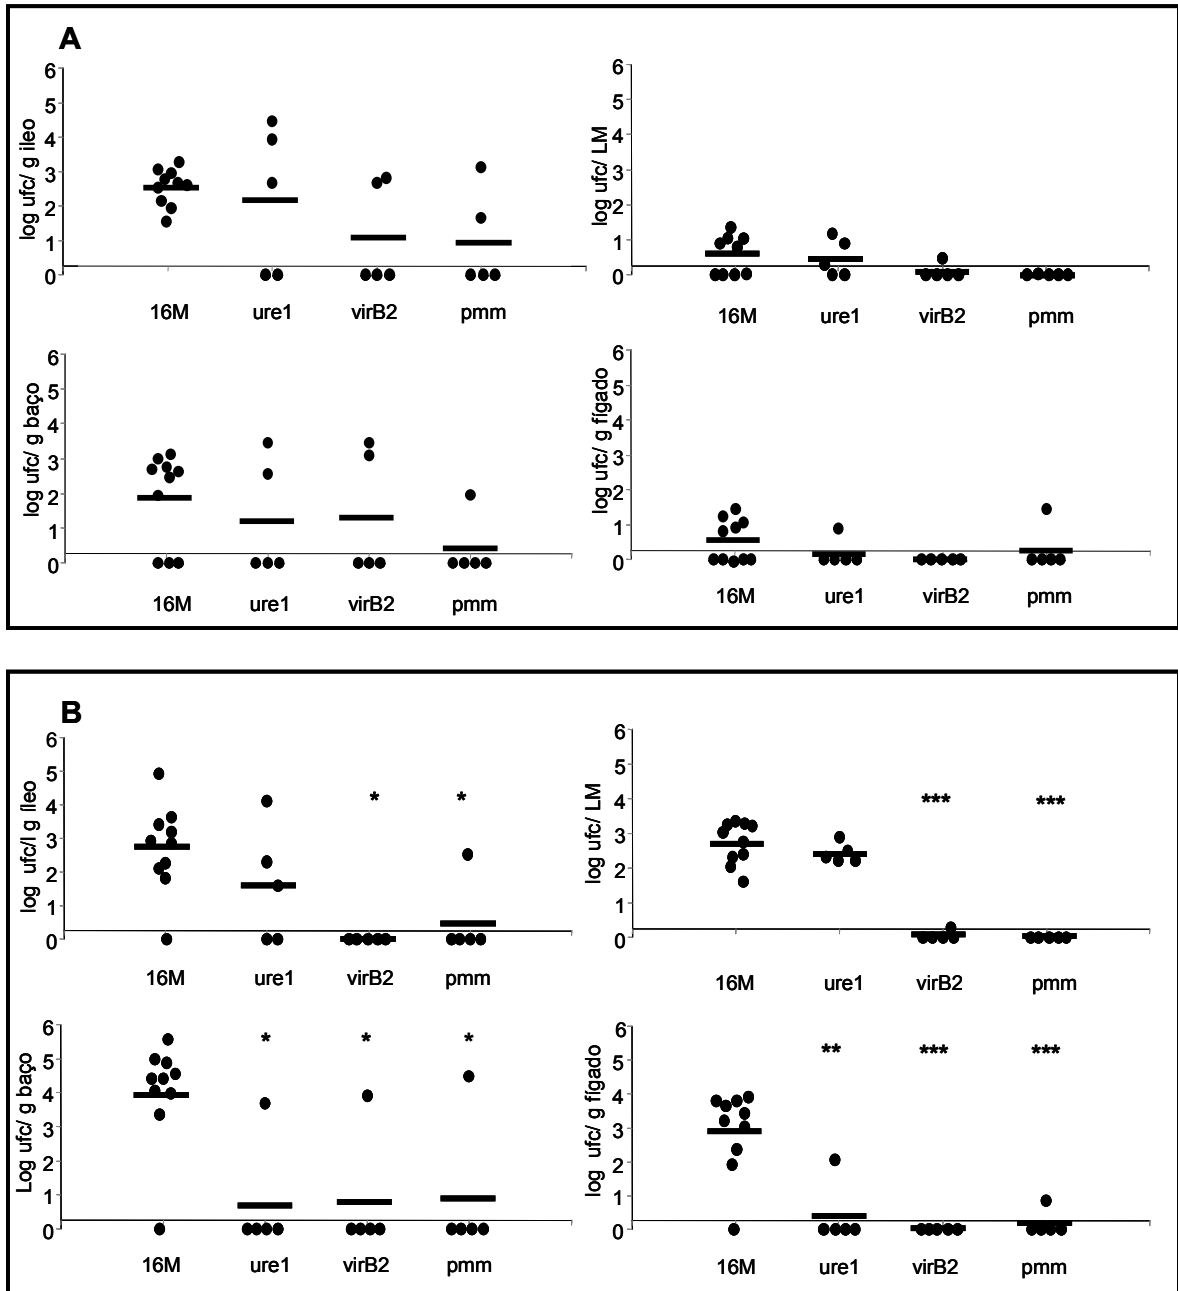 A
log ufc/ g íleo
6
5
4
3
2
1
0
16M ure1 virB2 pmm
log ufc/ LM
6
5
4
3
2
1
0
16M ure1 virB2 pmm
log ufc/ g baço
6
5
4
3
2
1
0
16M ure1 virB2 pmm
log ufc/ g fígado
6
5
4
3
2
1
0
16M ure1 virB2 pmm
B
log ufc/l g íleo
6
5
4
3
2
1
0
* *
16M ure1 virB2 pmm
log ufc/ LM
6
5
4
3
2
1
0
*** ***
16M ure1 virB2 pmm
Log ufc/ g baço
6
5
4
3
2
1
0
* * *
16M ure1 virB2 pmm
log ufc/ g fígado
6
5
4
3
2
1
0
** *** ***
16M ure1 virB2 pmm